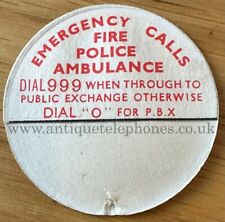 EMERGENCY CALLS
FIRE
POLICE
AMBULANCE
DIAL 999 WHEN THROUGH TO
PUBLIC EXCHANGE OTHERWISE
DIAL "O" FOR P.B.X
www.antiquetelephones.co.uk